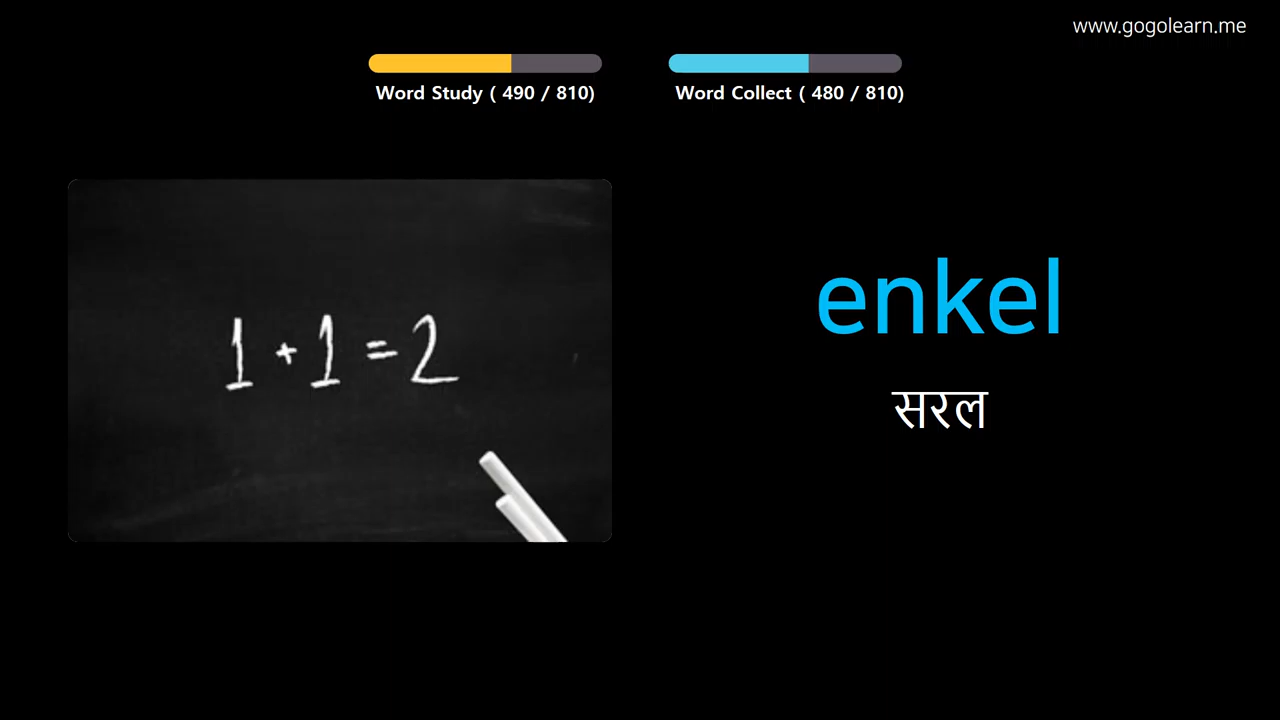 www.gogolearn.me
Word Study ( 490 / 810)
Word Collect ( 480 / 810)
1 + 1 = 2
enkel
सरल